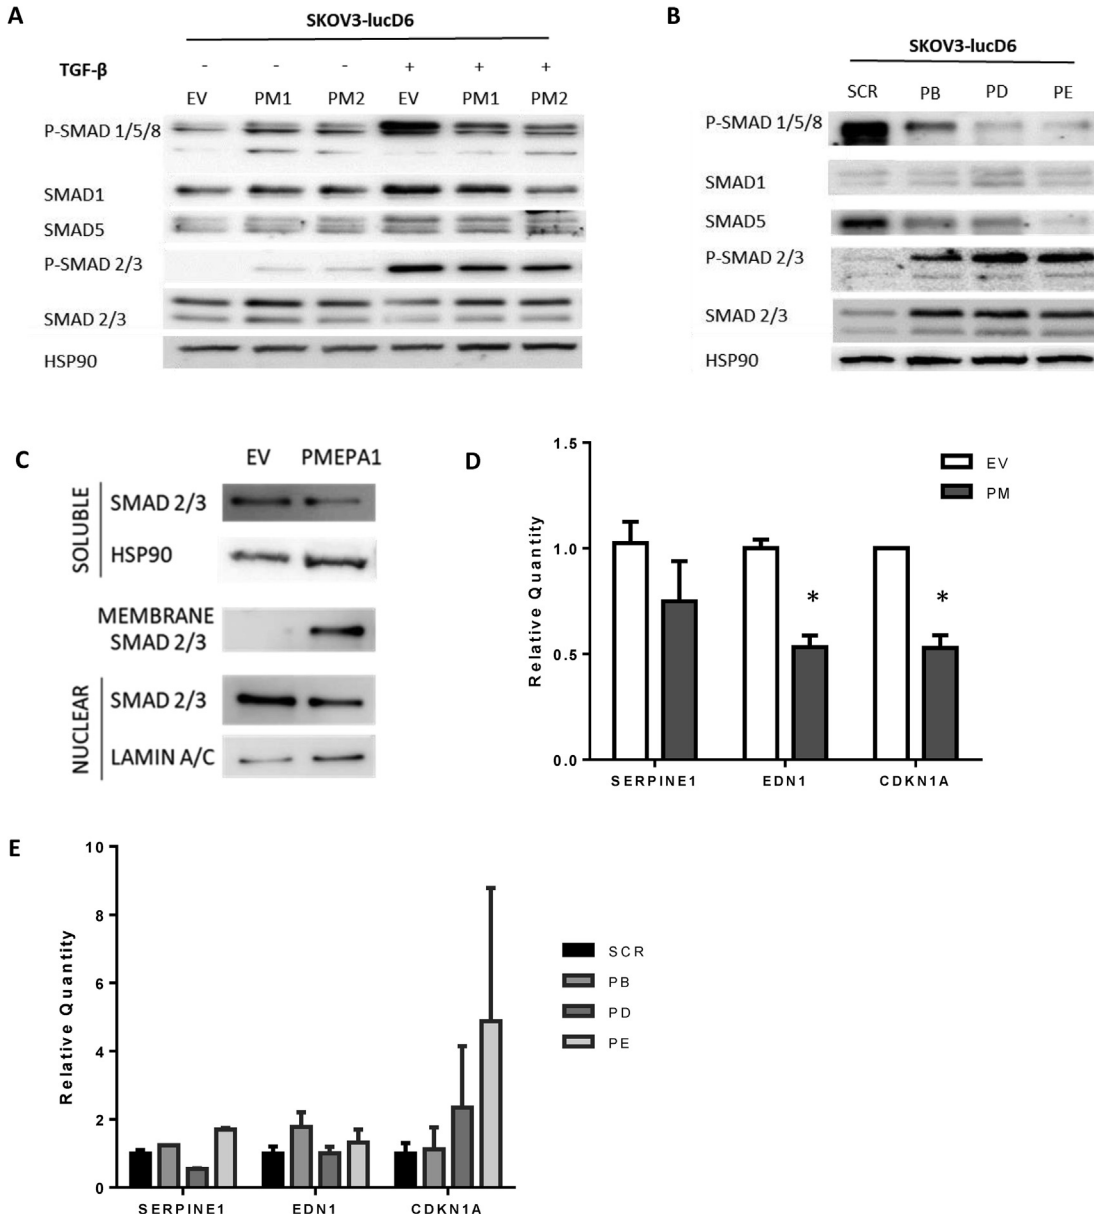 A
SKOV3-lucD6
TGF-β - - - + + +
EV PM1 PM2 EV PM1 PM2
P-SMAD 1/5/8
SMAD1
SMAD5
P-SMAD 2/3
SMAD 2/3
HSP90
B
SKOV3-lucD6
SCR PB PD PE
P-SMAD 1/5/8
SMAD1
SMAD5
P-SMAD 2/3
SMAD 2/3
HSP90
C
EV PMEPA1
SOLUBLE
SMAD 2/3
HSP90
MEMBRANE
SMAD 2/3
NUCLEAR
SMAD 2/3
LAMIN A/C
D
Relative Quantity
1.5
1.0
0.5
0.0
EV
PM
*
*
SERPINE1 EDN1 CDKN1A
E
Relative Quantity
10
8
6
4
2
0
SCR
PB
PD
PE
SERPINE1 EDN1 CDKN1A